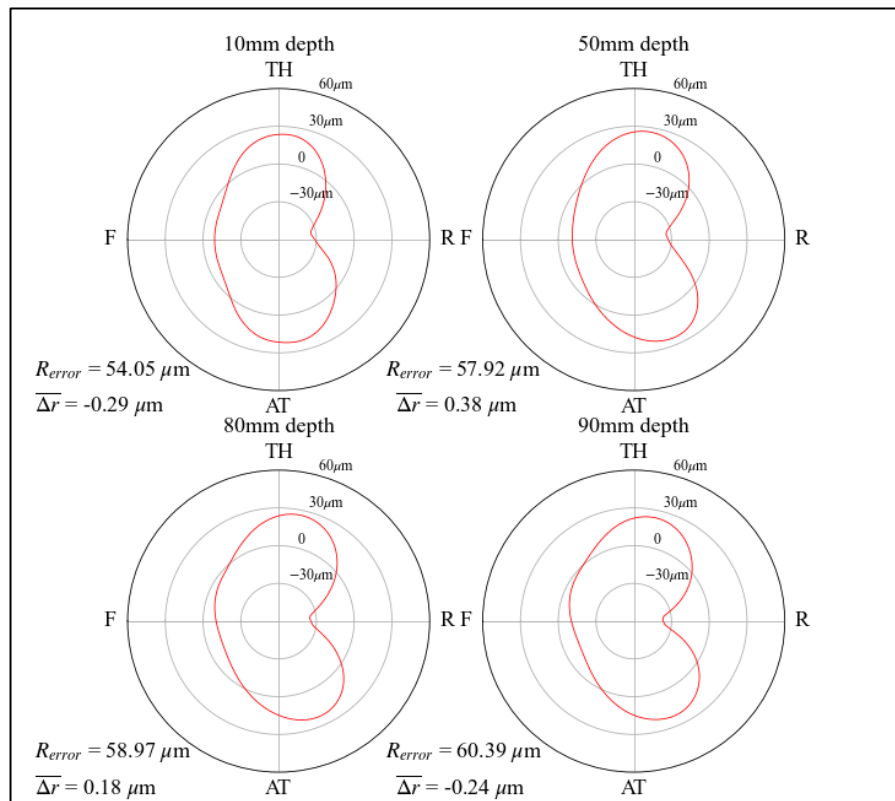 10mm depth
TH
60μm
30μm
0
−30μm
F
R
R_error = 54.05 μm
Δr̅ = -0.29 μm
AT
50mm depth
TH
60μm
30μm
0
−30μm
F
R
R_error = 57.92 μm
Δr̅ = 0.38 μm
AT
80mm depth
TH
60μm
30μm
0
−30μm
F
R
R_error = 58.97 μm
Δr̅ = 0.18 μm
AT
90mm depth
TH
60μm
30μm
0
−30μm
F
R
R_error = 60.39 μm
Δr̅ = -0.24 μm
AT